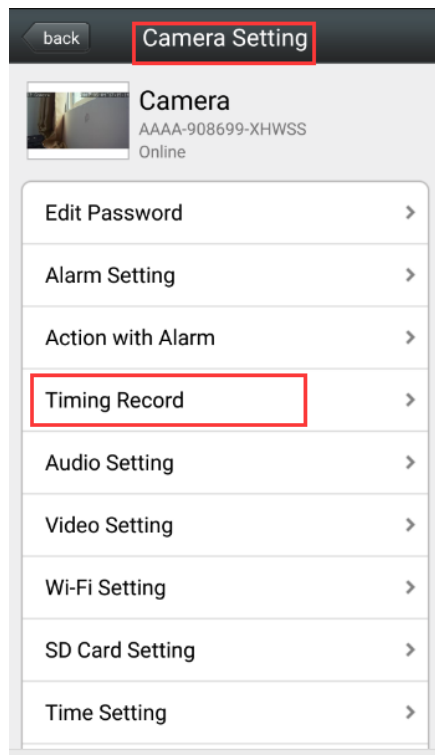 back
Camera Setting
Camera
AAAA-908699-XHWSS
Online
Edit Password
Alarm Setting
Action with Alarm
Timing Record
Audio Setting
Video Setting
Wi-Fi Setting
SD Card Setting
Time Setting